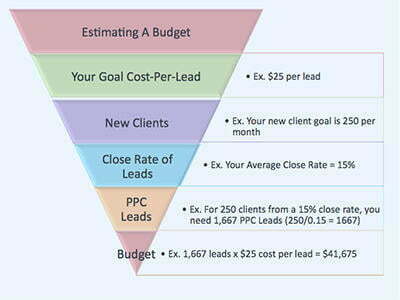 Estimating A Budget
Your Goal Cost-Per-Lead
• Ex. $25 per lead
New Clients
• Ex. Your new client goal is 250 per
month
Close Rate of
Leads
• Ex. Your Average Close Rate = 15%
PPC
Leads
• Ex. For 250 clients from a 15% close rate, you
need 1,667 PPC Leads (250/0.15 = 1667)
Budget
• Ex. 1,667 leads x $25 cost per lead = $41,675